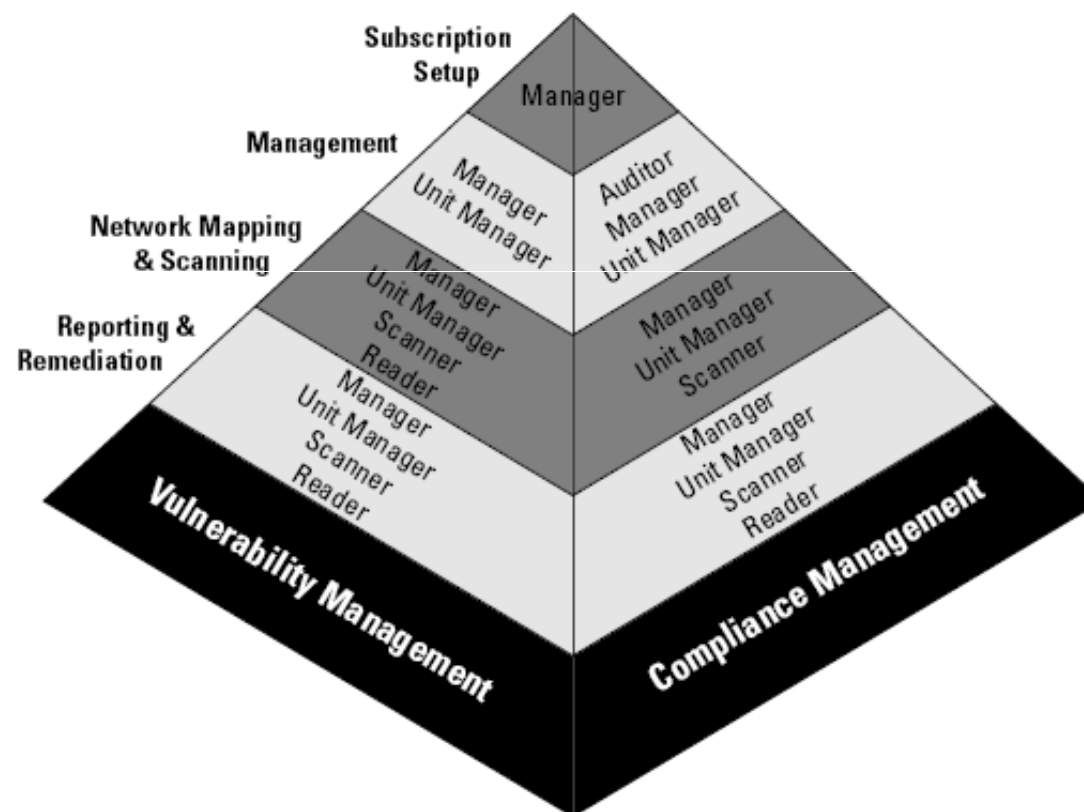 Subscription
Setup
Manager
Management
Manager
Unit Manager
Auditor
Manager
Unit Manager
Network Mapping
& Scanning
Manager
Unit Manager
Scanner
Reader
Manager
Unit Manager
Scanner
Reporting &
Remediation
Manager
Unit Manager
Scanner
Reader
Manager
Unit Manager
Scanner
Reader
Vulnerability Management
Compliance Management